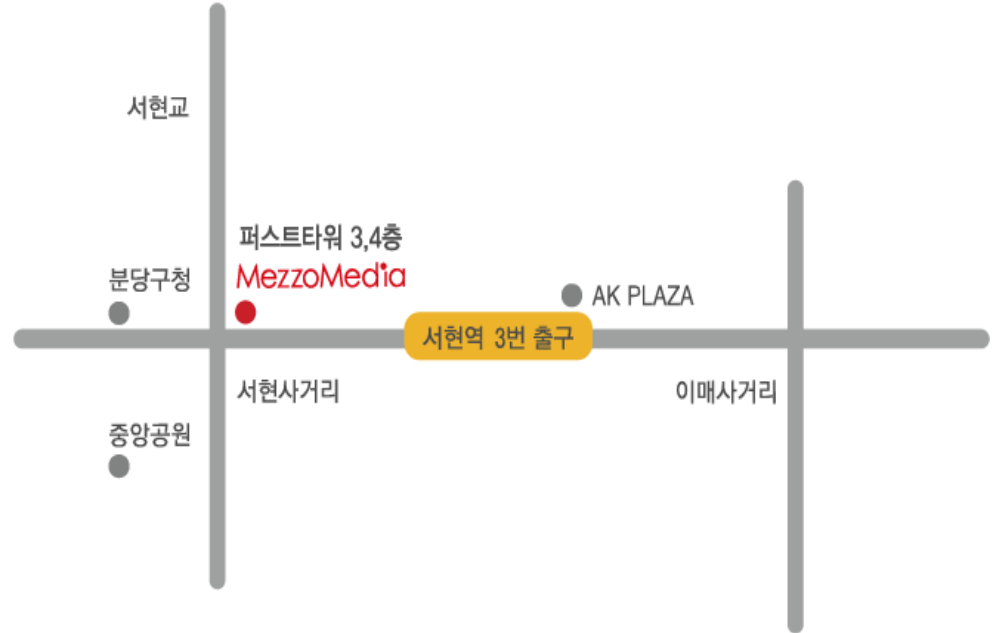 서현교
퍼스트타워 3,4층
MezzoMedia
분당구청
AK PLAZA
서현역 3번 출구
서현사거리
이매사거리
중앙공원